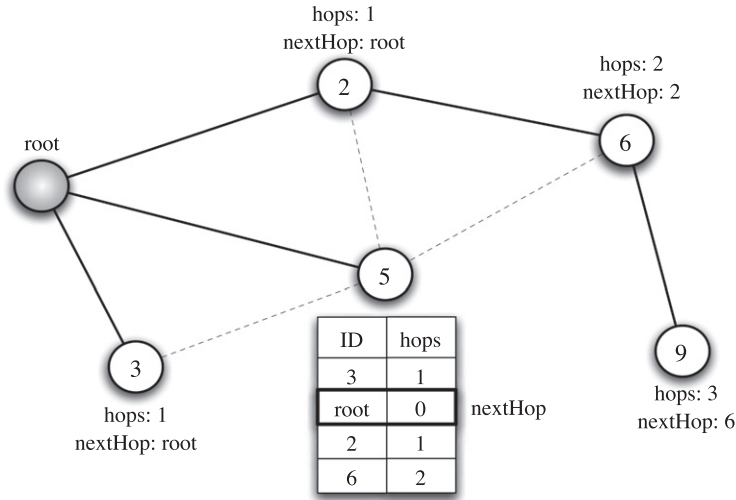 hops: 1
nextHop: root
2
hops: 2
nextHop: 2
6
root
5
3
hops: 1
nextHop: root
9
hops: 3
nextHop: 6
ID hops
3 1
root 0 nextHop
2 1
6 2